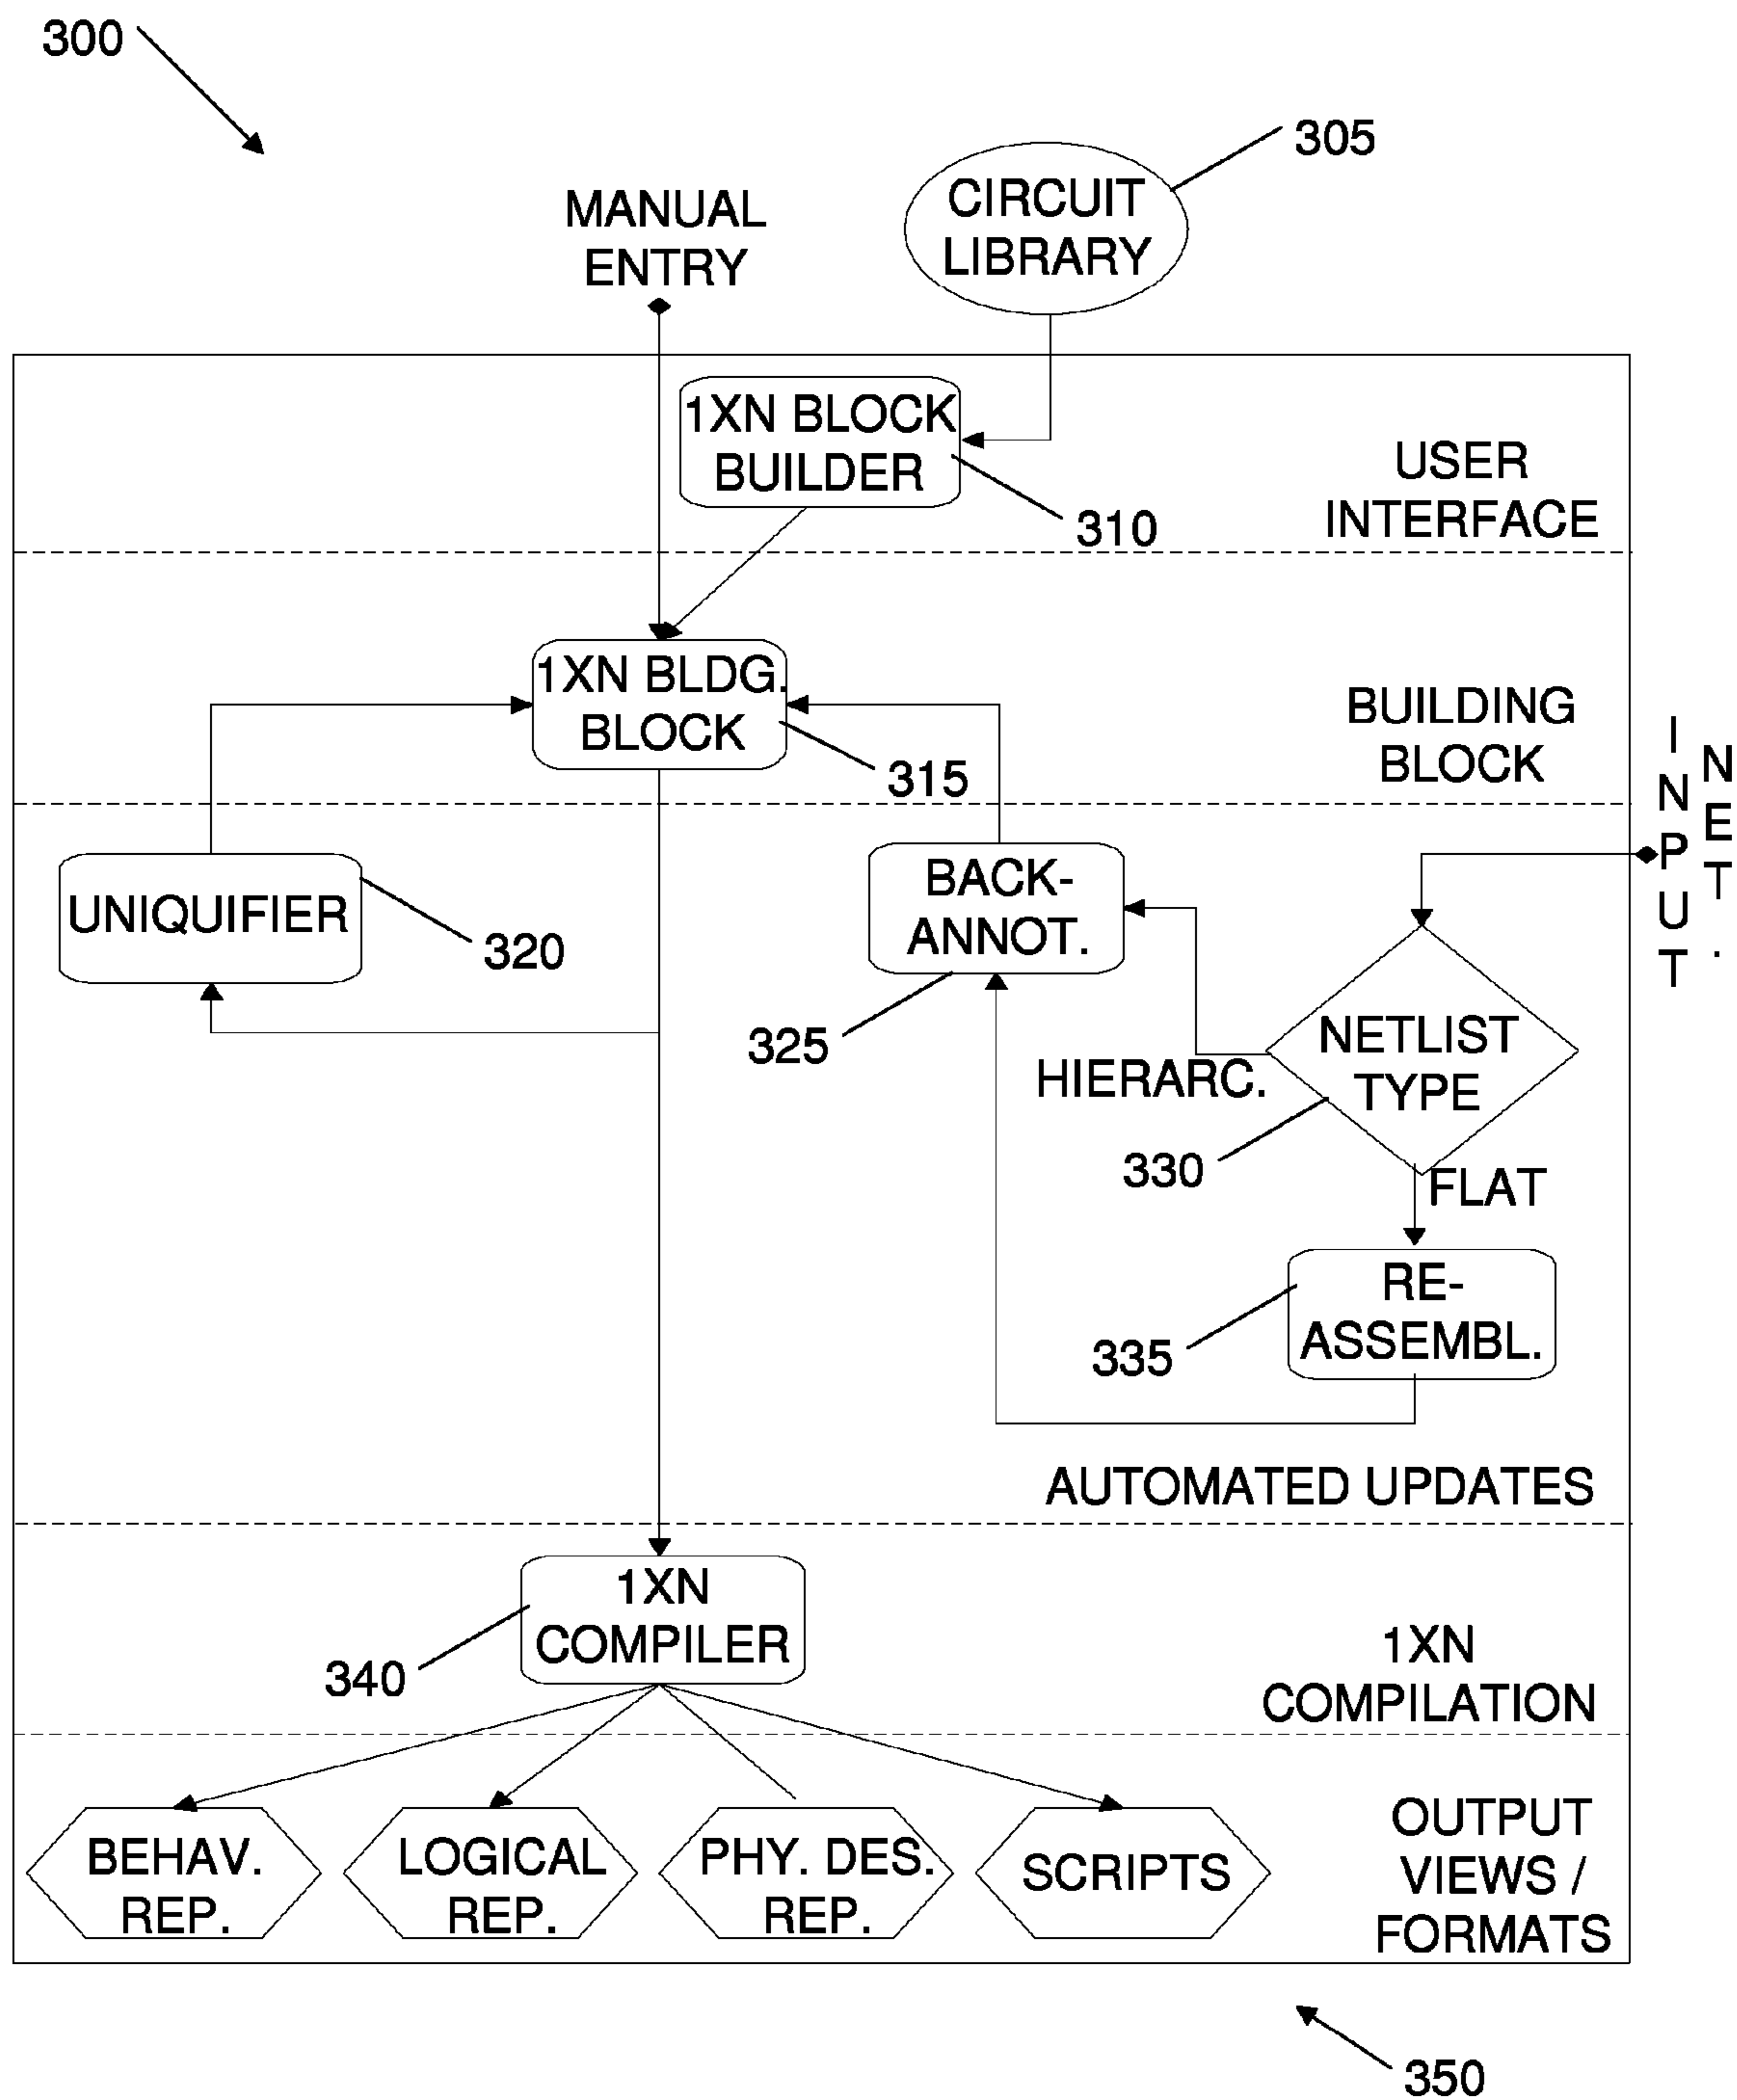 300
305
CIRCUIT
LIBRARY
MANUAL
ENTRY
1XN BLOCK
BUILDER
310
USER
INTERFACE
1XN BLDG.
BLOCK
315
BUILDING
BLOCK
NET.
INPUT
UNIQUIFIER
320
BACK-
ANNOT.
325
NETLIST
TYPE
HIERARC.
330
FLAT
RE-
ASSEMBL.
335
AUTOMATED UPDATES
1XN
COMPILER
340
1XN
COMPILATION
BEHAV.
REP.
LOGICAL
REP.
PHY. DES.
REP.
SCRIPTS
OUTPUT
VIEWS /
FORMATS
350